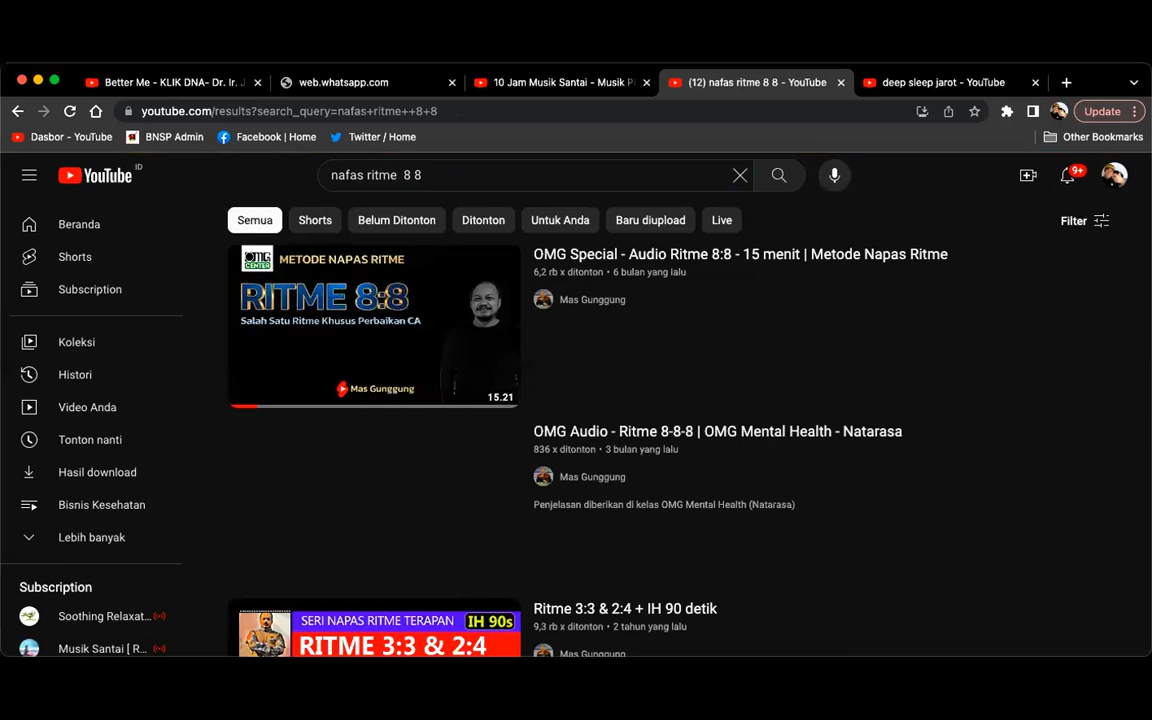 Better Me - KLIK DNA- Dr. Ir. J
web.whatsapp.com
10 Jam Musik Santai - Musik Pi
(12) nafas ritme 8 8 - YouTube
deep sleep jarot - YouTube
youtube.com/results?search_query=nafas+ritme++8+8
Update
Dasbor - YouTube
BNSP Admin
Facebook | Home
Twitter / Home
Other Bookmarks
YouTube ID
nafas ritme  8 8
9+
Semua
Shorts
Belum Ditonton
Ditonton
Untuk Anda
Baru diupload
Live
Filter
Beranda
Shorts
Subscription
Koleksi
Histori
Video Anda
Tonton nanti
Hasil download
Bisnis Kesehatan
Lebih banyak
Subscription
Soothing Relaxat...
Musik Santai [ R...
OMG CENTER
METODE NAPAS RITME
RITME 8:8
Salah Satu Ritme Khusus Perbaikan CA
Mas Gunggung
15.21
OMG Special - Audio Ritme 8:8 - 15 menit | Metode Napas Ritme
6,2 rb x ditonton • 6 bulan yang lalu
Mas Gunggung
OMG Audio - Ritme 8-8-8 | OMG Mental Health - Natarasa
836 x ditonton • 3 bulan yang lalu
Mas Gunggung
Penjelasan diberikan di kelas OMG Mental Health (Natarasa)
SERI NAPAS RITME TERAPAN
IH 90s
RITME 3:3 & 2:4
Ritme 3:3 & 2:4 + IH 90 detik
9,3 rb x ditonton • 2 tahun yang lalu
Mas Gunggung